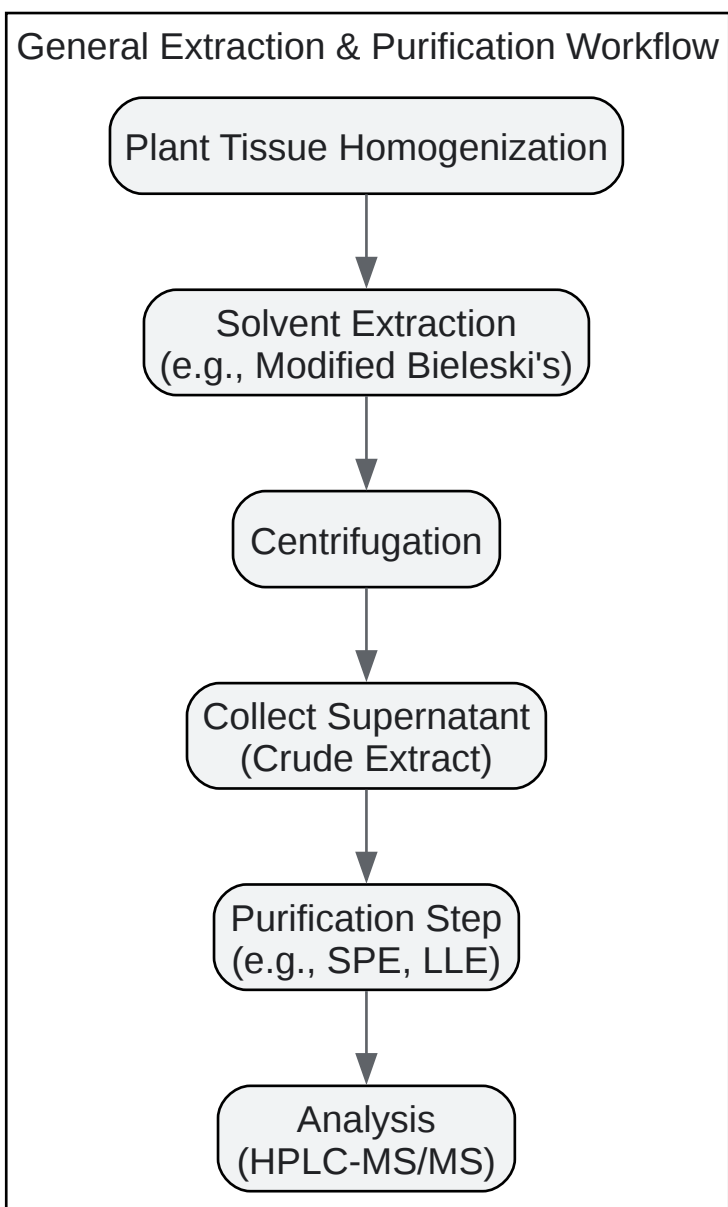 General Extraction & Purification Workflow
Plant Tissue Homogenization
Solvent Extraction
(e.g., Modified Bieleski's)
Centrifugation
Collect Supernatant
(Crude Extract)
Purification Step
(e.g., SPE, LLE)
Analysis
(HPLC-MS/MS)